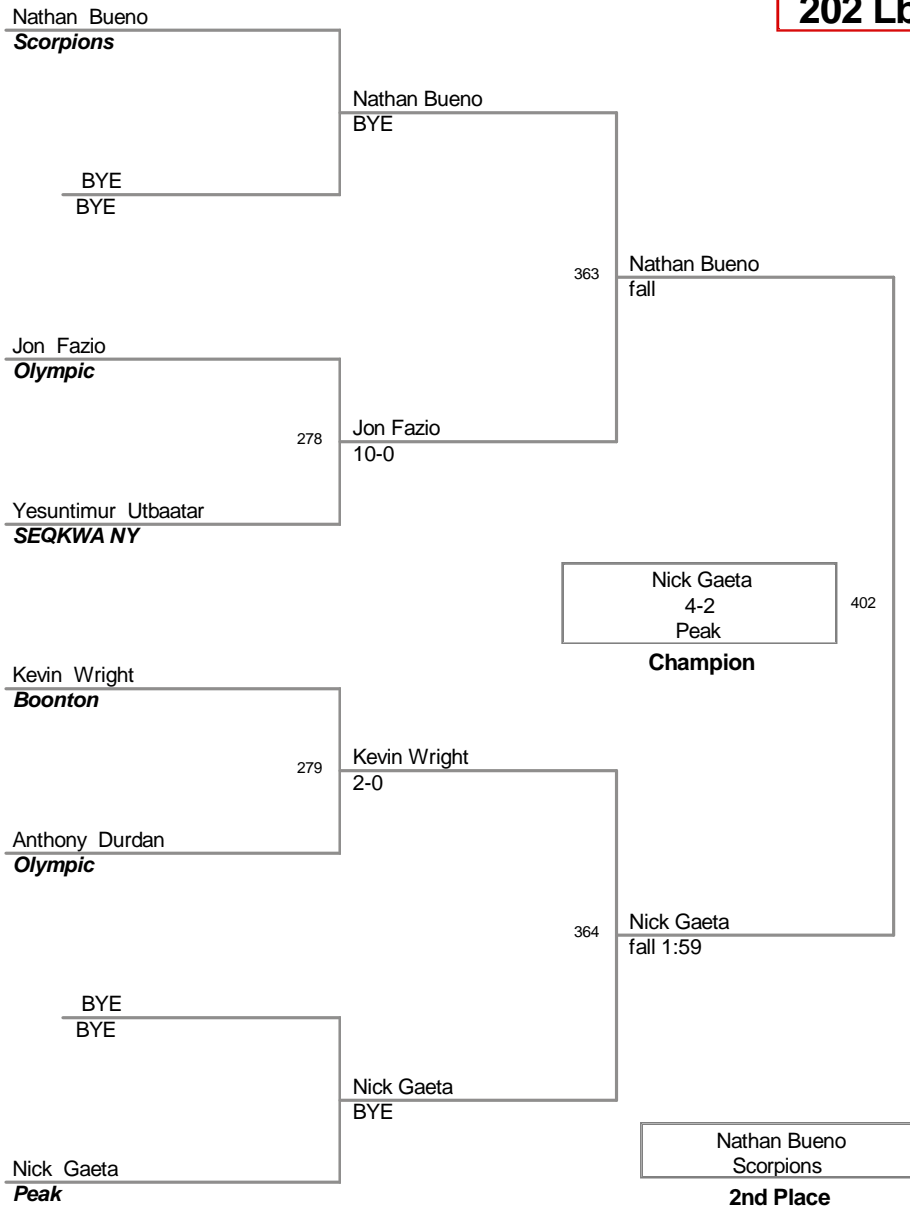 202 Lb
Nathan Bueno
Scorpions
Nathan Bueno
BYE
BYE
BYE
363
Nathan Bueno
fall
Jon Fazio
Olympic
278
Jon Fazio
10-0
Yesuntimur Utbaatar
SEQKWA NY
Nick Gaeta
4-2
Peak
402
Champion
Kevin Wright
Boonton
279
Kevin Wright
2-0
Anthony Durdan
Olympic
364
Nick Gaeta
fall 1:59
BYE
BYE
Nick Gaeta
BYE
Nathan Bueno
Scorpions
2nd Place
Nick Gaeta
Peak